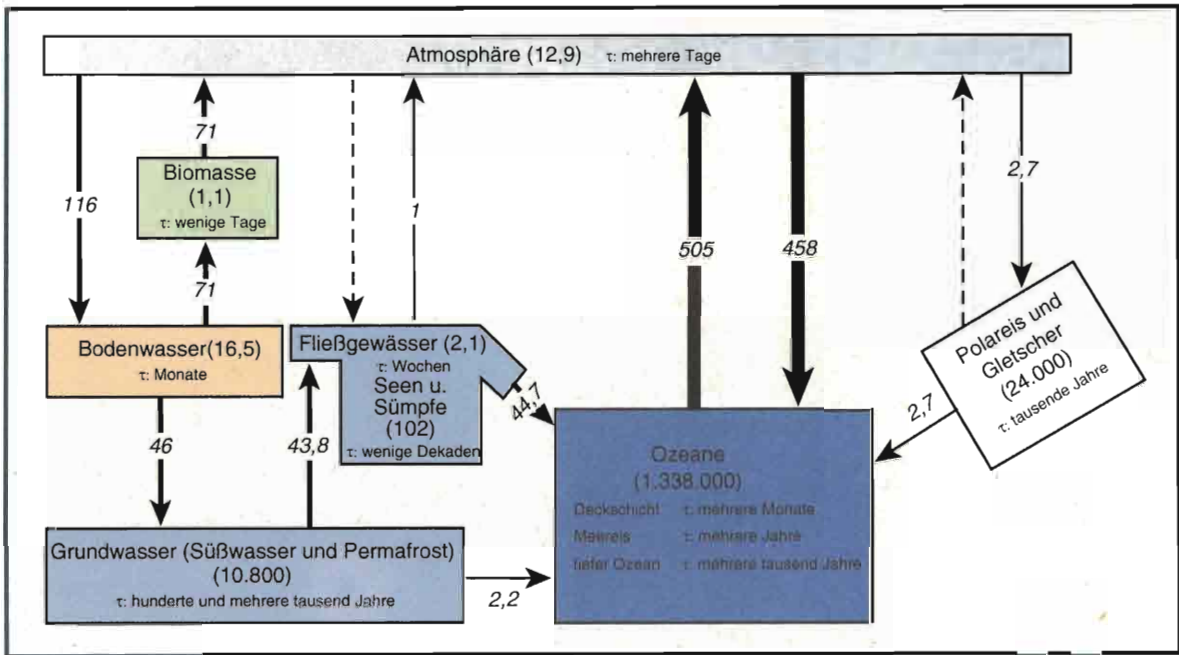 Atmosphäre (12,9) τ: mehrere Tage
71
Biomasse
(1,1)
τ: wenige Tage
116
1
2,7
505
458
71
Bodenwasser(16,5)
τ: Monate
Fließgewässer (2,1)
τ: Wochen
Seen u.
Sümpfe
(102)
τ: wenige Dekaden
44,7
Polareis und
Gletscher
(24.000)
τ: tausende Jahre
2,7
46
43,8
Ozeane
(1.338.000)
Deckschicht τ: mehrere Monate
Meereis τ: mehrere Jahre
tiefer Ozean τ: mehrere tausend Jahre
Grundwasser (Süßwasser und Permafrost)
(10.800)
τ: hunderte und mehrere tausend Jahre
2,2